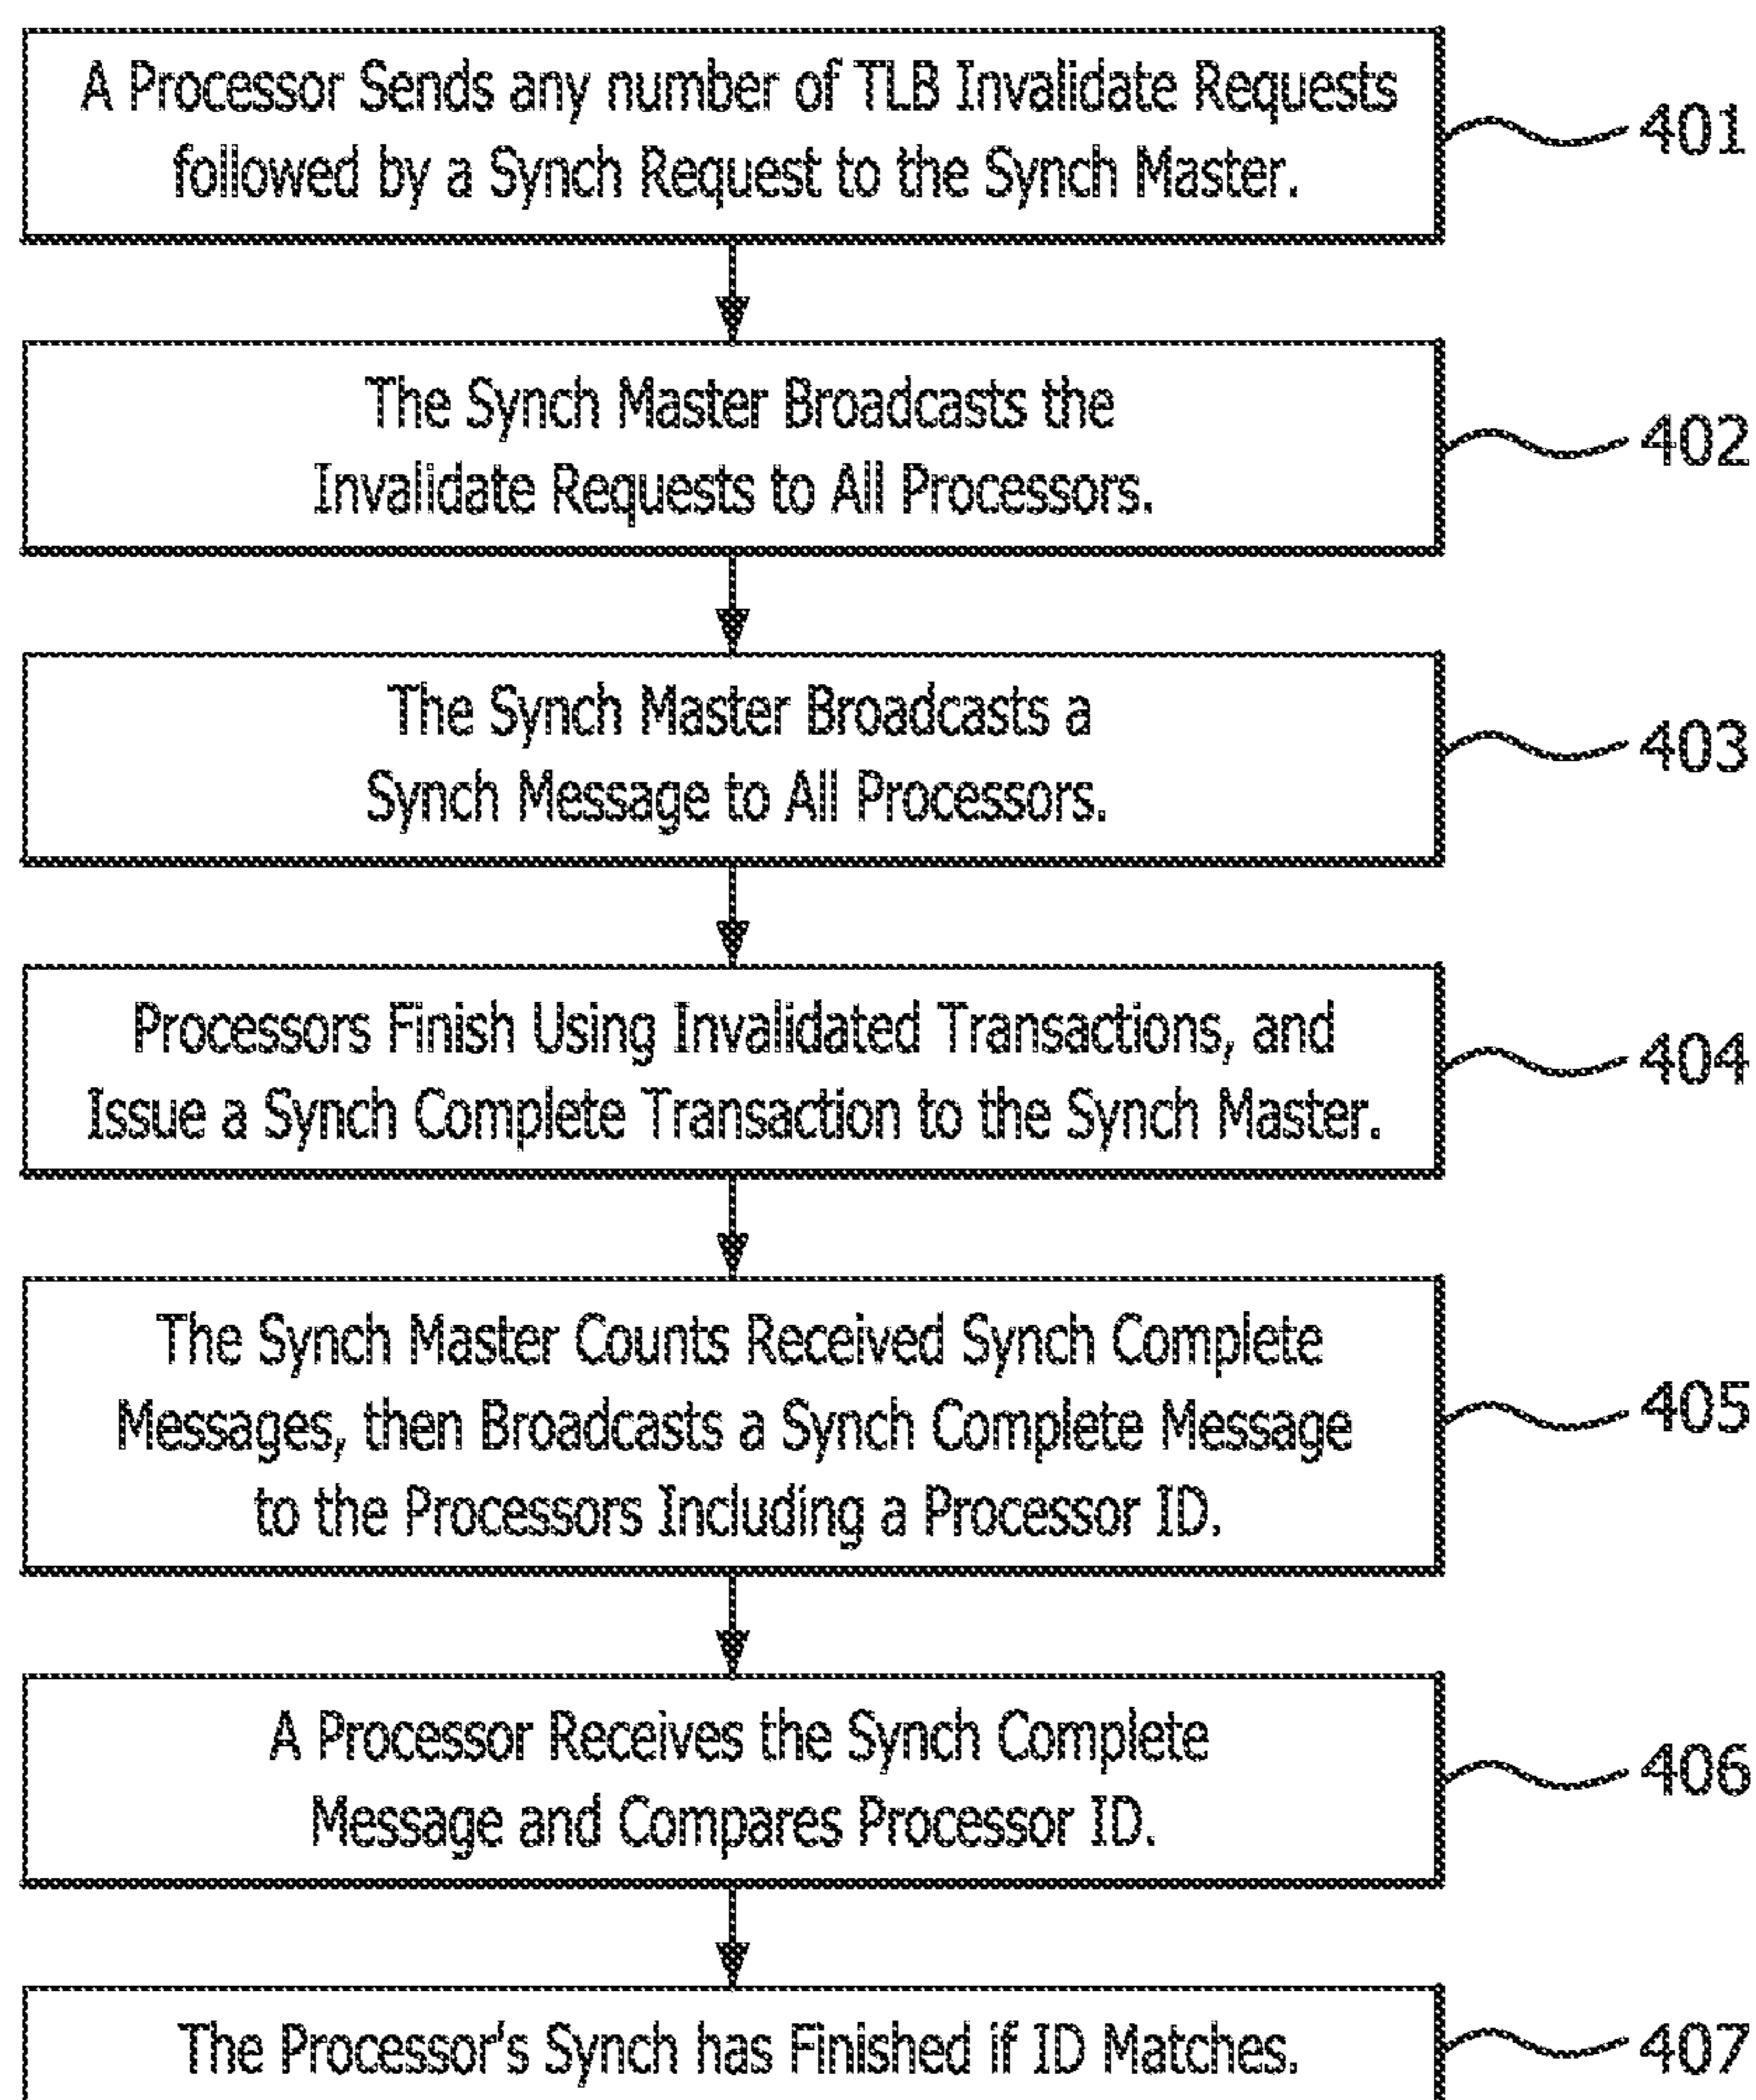 A Processor Sends any number of TLB Invalidate Requests
followed by a Synch Request to the Synch Master.
401
The Synch Master Broadcasts the
Invalidate Requests to All Processors.
402
The Synch Master Broadcasts a
Synch Message to All Processors.
403
Processors Finish Using Invalidated Transactions, and
Issue a Synch Complete Transaction to the Synch Master.
404
The Synch Master Counts Received Synch Complete
Messages, then Broadcasts a Synch Complete Message
to the Processors Including a Processor ID.
405
A Processor Receives the Synch Complete
Message and Compares Processor ID.
406
The Processor's Synch has Finished if ID Matches.
407